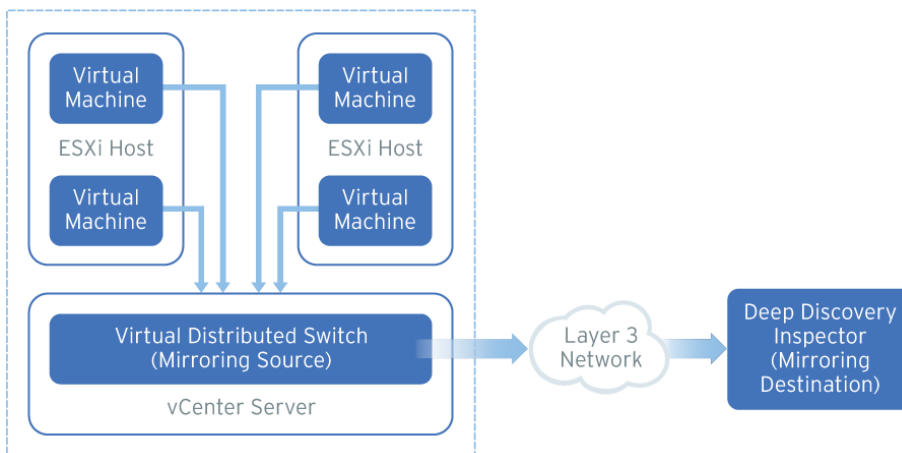 Virtual
Machine
ESXi Host
Virtual
Machine
Virtual
Machine
ESXi Host
Virtual
Machine
Virtual Distributed Switch
(Mirroring Source)
vCenter Server
Layer 3
Network
Deep Discovery
Inspector
(Mirroring
Destination)